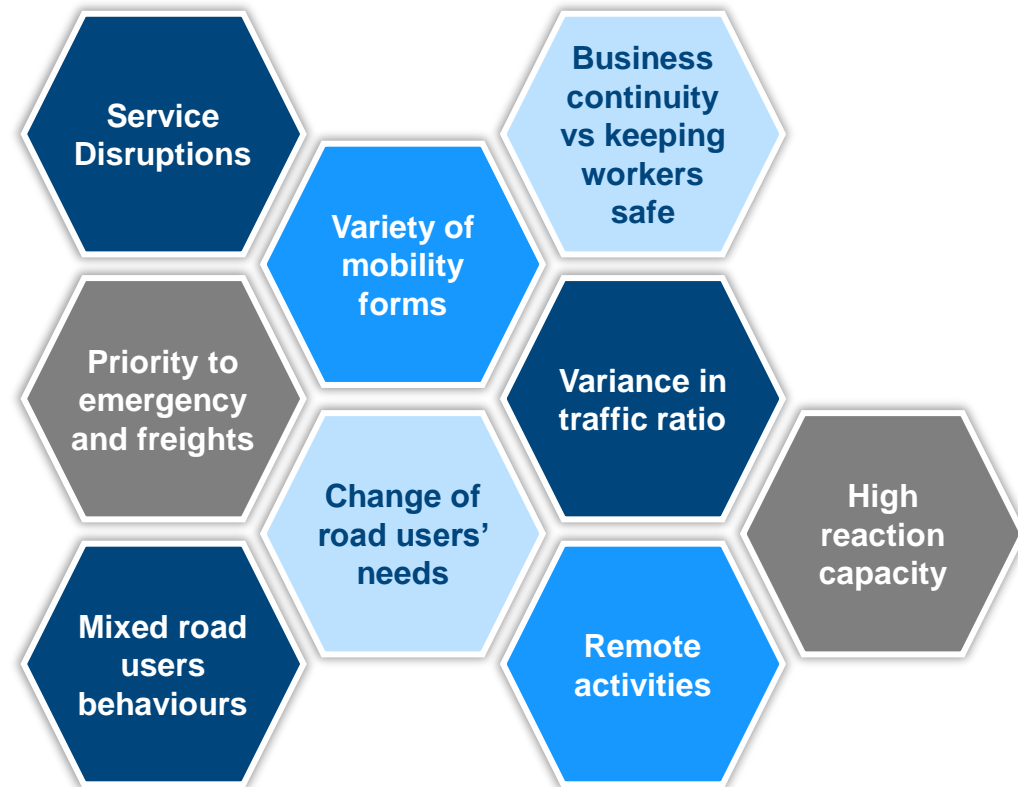 Service
Disruptions
Business
continuity
vs keeping
workers
safe
Variety of
mobility
forms
Priority to
emergency
and freights
Variance in
traffic ratio
Change of
road users’
needs
High
reaction
capacity
Mixed road
users
behaviours
Remote
activities